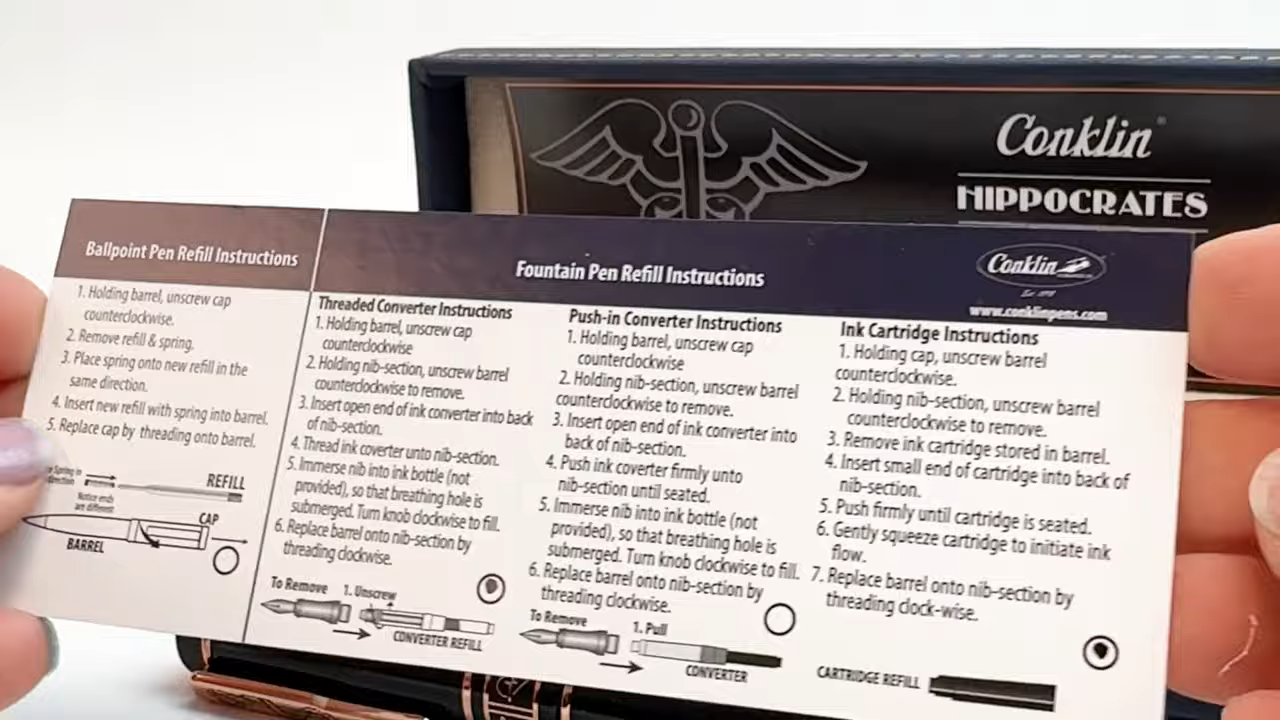 Conklin®
HIPPOCRATES
Ballpoint Pen Refill Instructions
1. Holding barrel, unscrew cap
counterclockwise.
2. Remove refill & spring.
3. Place spring onto new refill in the
same direction.
4. Insert new refill with spring into barrel.
5. Replace cap by threading onto barrel.
Spring in
direction
Notice ends
are different
REFILL
CAP
BARREL
Fountain Pen Refill Instructions
Conklin
Est. 1898
www.conklinpens.com
Threaded Converter Instructions
1. Holding barrel, unscrew cap
counterclockwise
2. Holding nib-section, unscrew barrel
counterclockwise to remove.
3. Insert open end of ink converter into back
of nib-section.
4. Thread ink coverter unto nib-section.
5. Immerse nib into ink bottle (not
provided), so that breathing hole is
submerged. Turn knob clockwise to fill.
6. Replace barrel onto nib-section by
threading clockwise.
To Remove
1. Unscrew
CONVERTER REFILL
Push-in Converter Instructions
1. Holding barrel, unscrew cap
counterclockwise
2. Holding nib-section, unscrew barrel
counterclockwise to remove.
3. Insert open end of ink converter into
back of nib-section.
4. Push ink coverter firmly unto
nib-section until seated.
5. Immerse nib into ink bottle (not
provided), so that breathing hole is
submerged. Turn knob clockwise to fill.
6. Replace barrel onto nib-section by
threading clockwise.
To Remove
1. Pull
CONVERTER
Ink Cartridge Instructions
1. Holding cap, unscrew barrel
counterclockwise.
2. Holding nib-section, unscrew barrel
counterclockwise to remove.
3. Remove ink cartridge stored in barrel.
4. Insert small end of cartridge into back of
nib-section.
5. Push firmly until cartridge is seated.
6. Gently squeeze cartridge to initiate ink
flow.
7. Replace barrel onto nib-section by
threading clock-wise.
CARTRIDGE REFILL